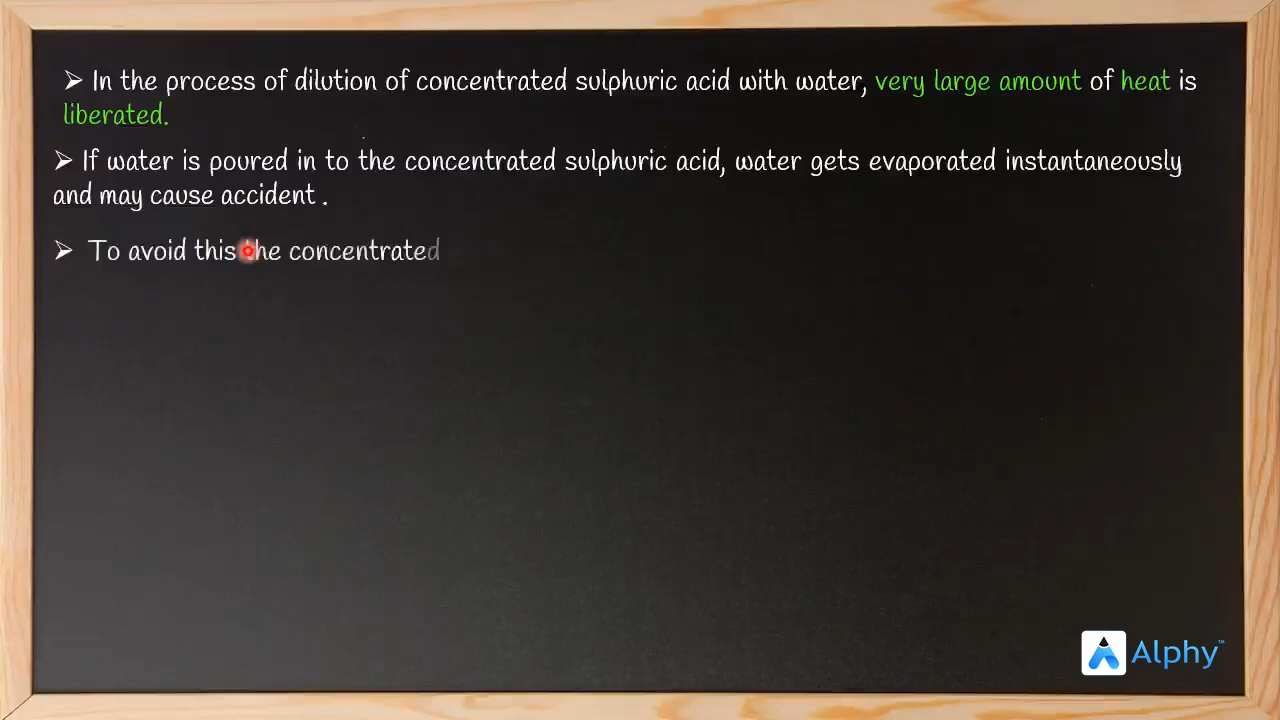 ➢ In the process of dilution of concentrated sulphuric acid with water, very large amount of heat is
liberated.
➢ If water is poured in to the concentrated sulphuric acid, water gets evaporated instantaneously
and may cause accident .
➢ To avoid this the concentrated
Alphy™